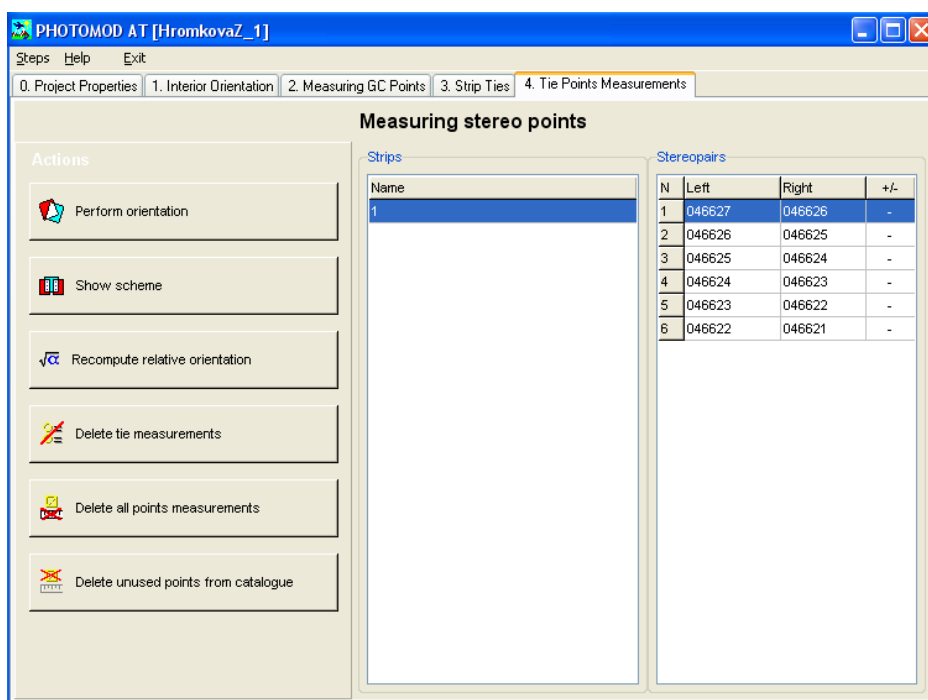 PHOTOMOD AT [HromkovaZ_1]
Steps Help Exit
0. Project Properties 1. Interior Orientation 2. Measuring GC Points 3. Strip Ties 4. Tie Points Measurements
Measuring stereo points
Actions
Perform orientation
Show scheme
√α Recompute relative orientation
Delete tie measurements
Delete all points measurements
Delete unused points from catalogue
Strips
Name
1
Stereopairs
N Left Right +/-
1 046627 046626 -
2 046626 046625 -
3 046625 046624 -
4 046624 046623 -
5 046623 046622 -
6 046622 046621 -